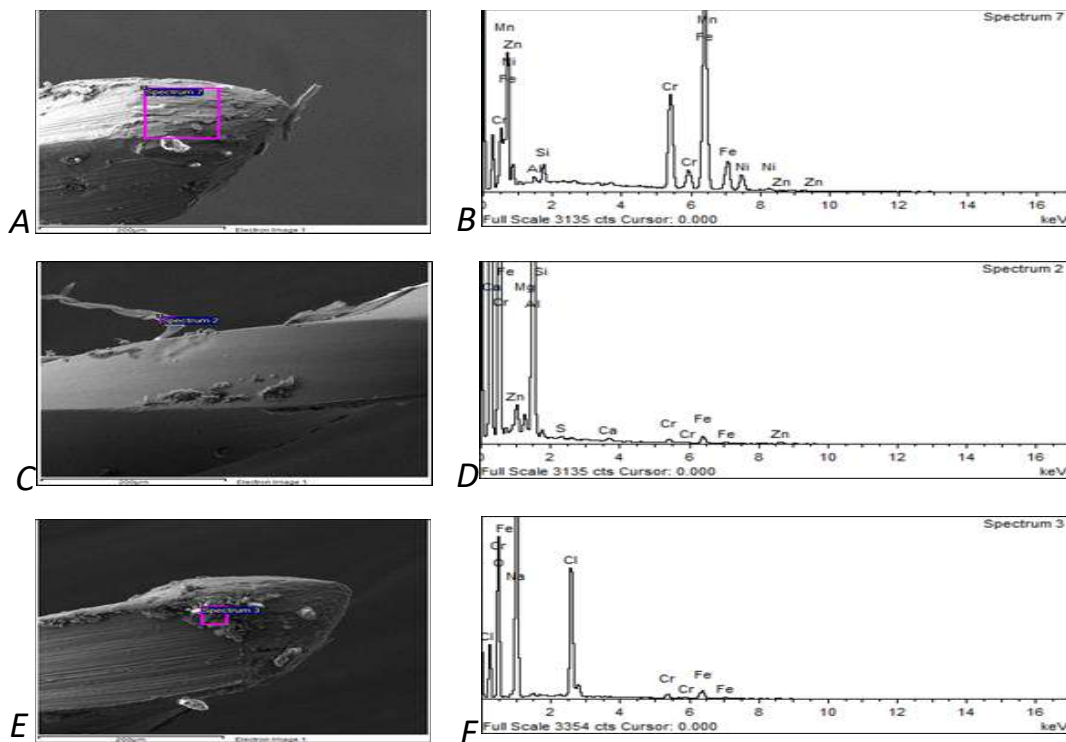 Spectrum 7
A
200µm Electron Image 1
Spectrum 7
Mn
Zn
Ni
Fe
Cr
Al
Si
Cr
Cr
Mn
Fe
Fe
Ni Ni
Zn Zn
2 4 6 8 10 12 14 16
B
Full Scale 3135 cts Cursor: 0.000 keV
Spectrum 2
C
200µm Electron Image 1
Spectrum 2
Fe Si
Ca Mg
Cr Al
Zn
S Ca Cr Cr Fe Fe Zn
2 4 6 8 10 12 14 16
D
Full Scale 3135 cts Cursor: 0.000 keV
Spectrum 3
E
200µm Electron Image 1
Spectrum 3
Fe
Cr
O
Na
Cl
Cl
Cr Cr Fe Fe
2 4 6 8 10 12 14 16
F
Full Scale 3354 cts Cursor: 0.000 keV